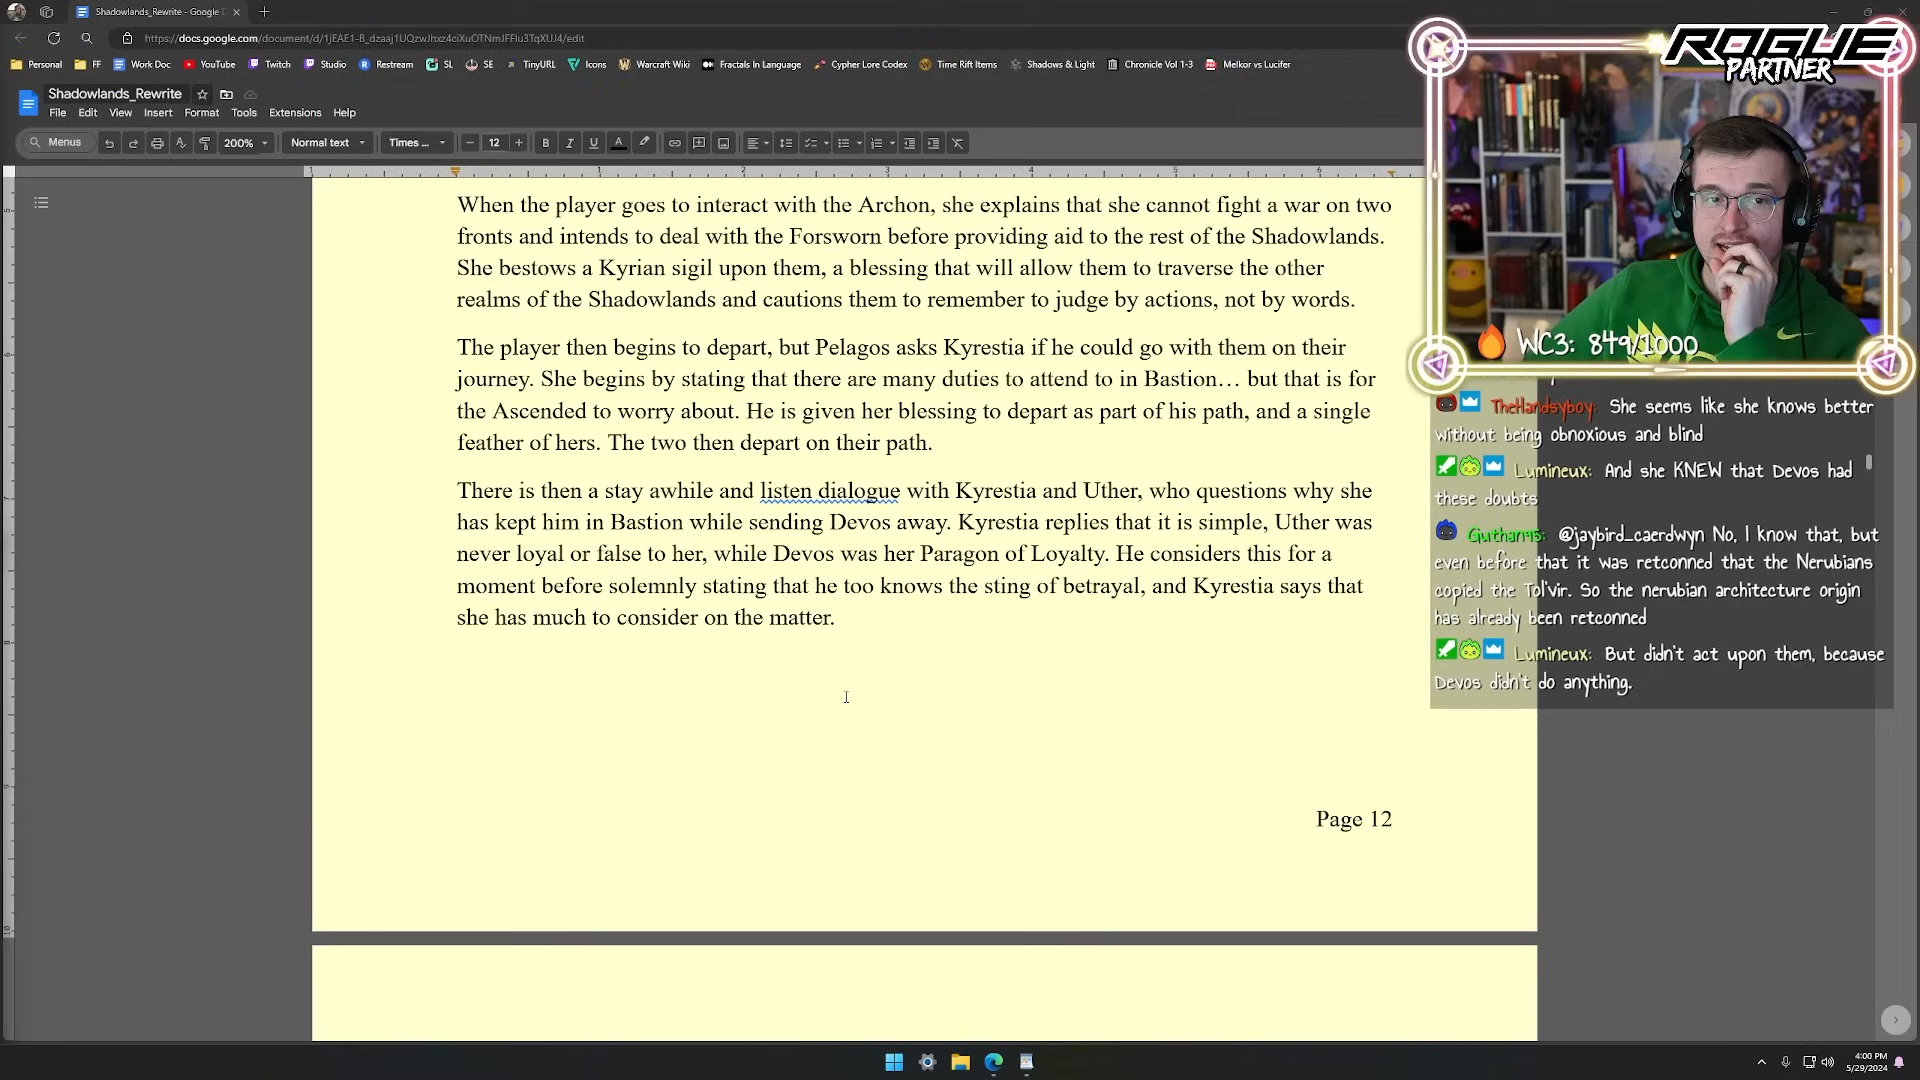 Shadowlands_Rewrite - Google
https://docs.google.com/document/d/1jEAE1-B_dzaaj1UQzwJhxz4ciXuOTNmJFFlu3TqXUJ4/edit
Personal FF Work Doc YouTube Twitch Studio Restream SL SE TinyURL Icons Warcraft Wiki Fractals In Language Cypher Lore Codex Time Rift Items Shadows & Light Chronicle Vol 1-3 Melkor vs Lucifer
Shadowlands_Rewrite
File Edit View Insert Format Tools Extensions Help
Menus 200% Normal text Times ... 12
When the player goes to interact with the Archon, she explains that she cannot fight a war on two
fronts and intends to deal with the Forsworn before providing aid to the rest of the Shadowlands.
She bestows a Kyrian sigil upon them, a blessing that will allow them to traverse the other
realms of the Shadowlands and cautions them to remember to judge by actions, not by words.
The player then begins to depart, but Pelagos asks Kyrestia if he could go with them on their
journey. She begins by stating that there are many duties to attend to in Bastion… but that is for
the Ascended to worry about. He is given her blessing to depart as part of his path, and a single
feather of hers. The two then depart on their path.
There is then a stay awhile and listen dialogue with Kyrestia and Uther, who questions why she
has kept him in Bastion while sending Devos away. Kyrestia replies that it is simple, Uther was
never loyal or false to her, while Devos was her Paragon of Loyalty. He considers this for a
moment before solemnly stating that he too knows the sting of betrayal, and Kyrestia says that
she has much to consider on the matter.
Page 12
ROGUE
PARTNER
WC3: 849/1000
TheHandsyboy: She seems like she knows better
without being obnoxious and blind
Lumineux: And she KNEW that Devos had
these doubts
Guithan95: @jaybird_caerdwyn No, I know that, but
even before that it was retconned that the Nerubians
copied the Tol'vir. So the nerubian architecture origin
has already been retconned
Lumineux: But didn't act upon them, because
Devos didn't do anything.
4:00 PM
5/29/2024